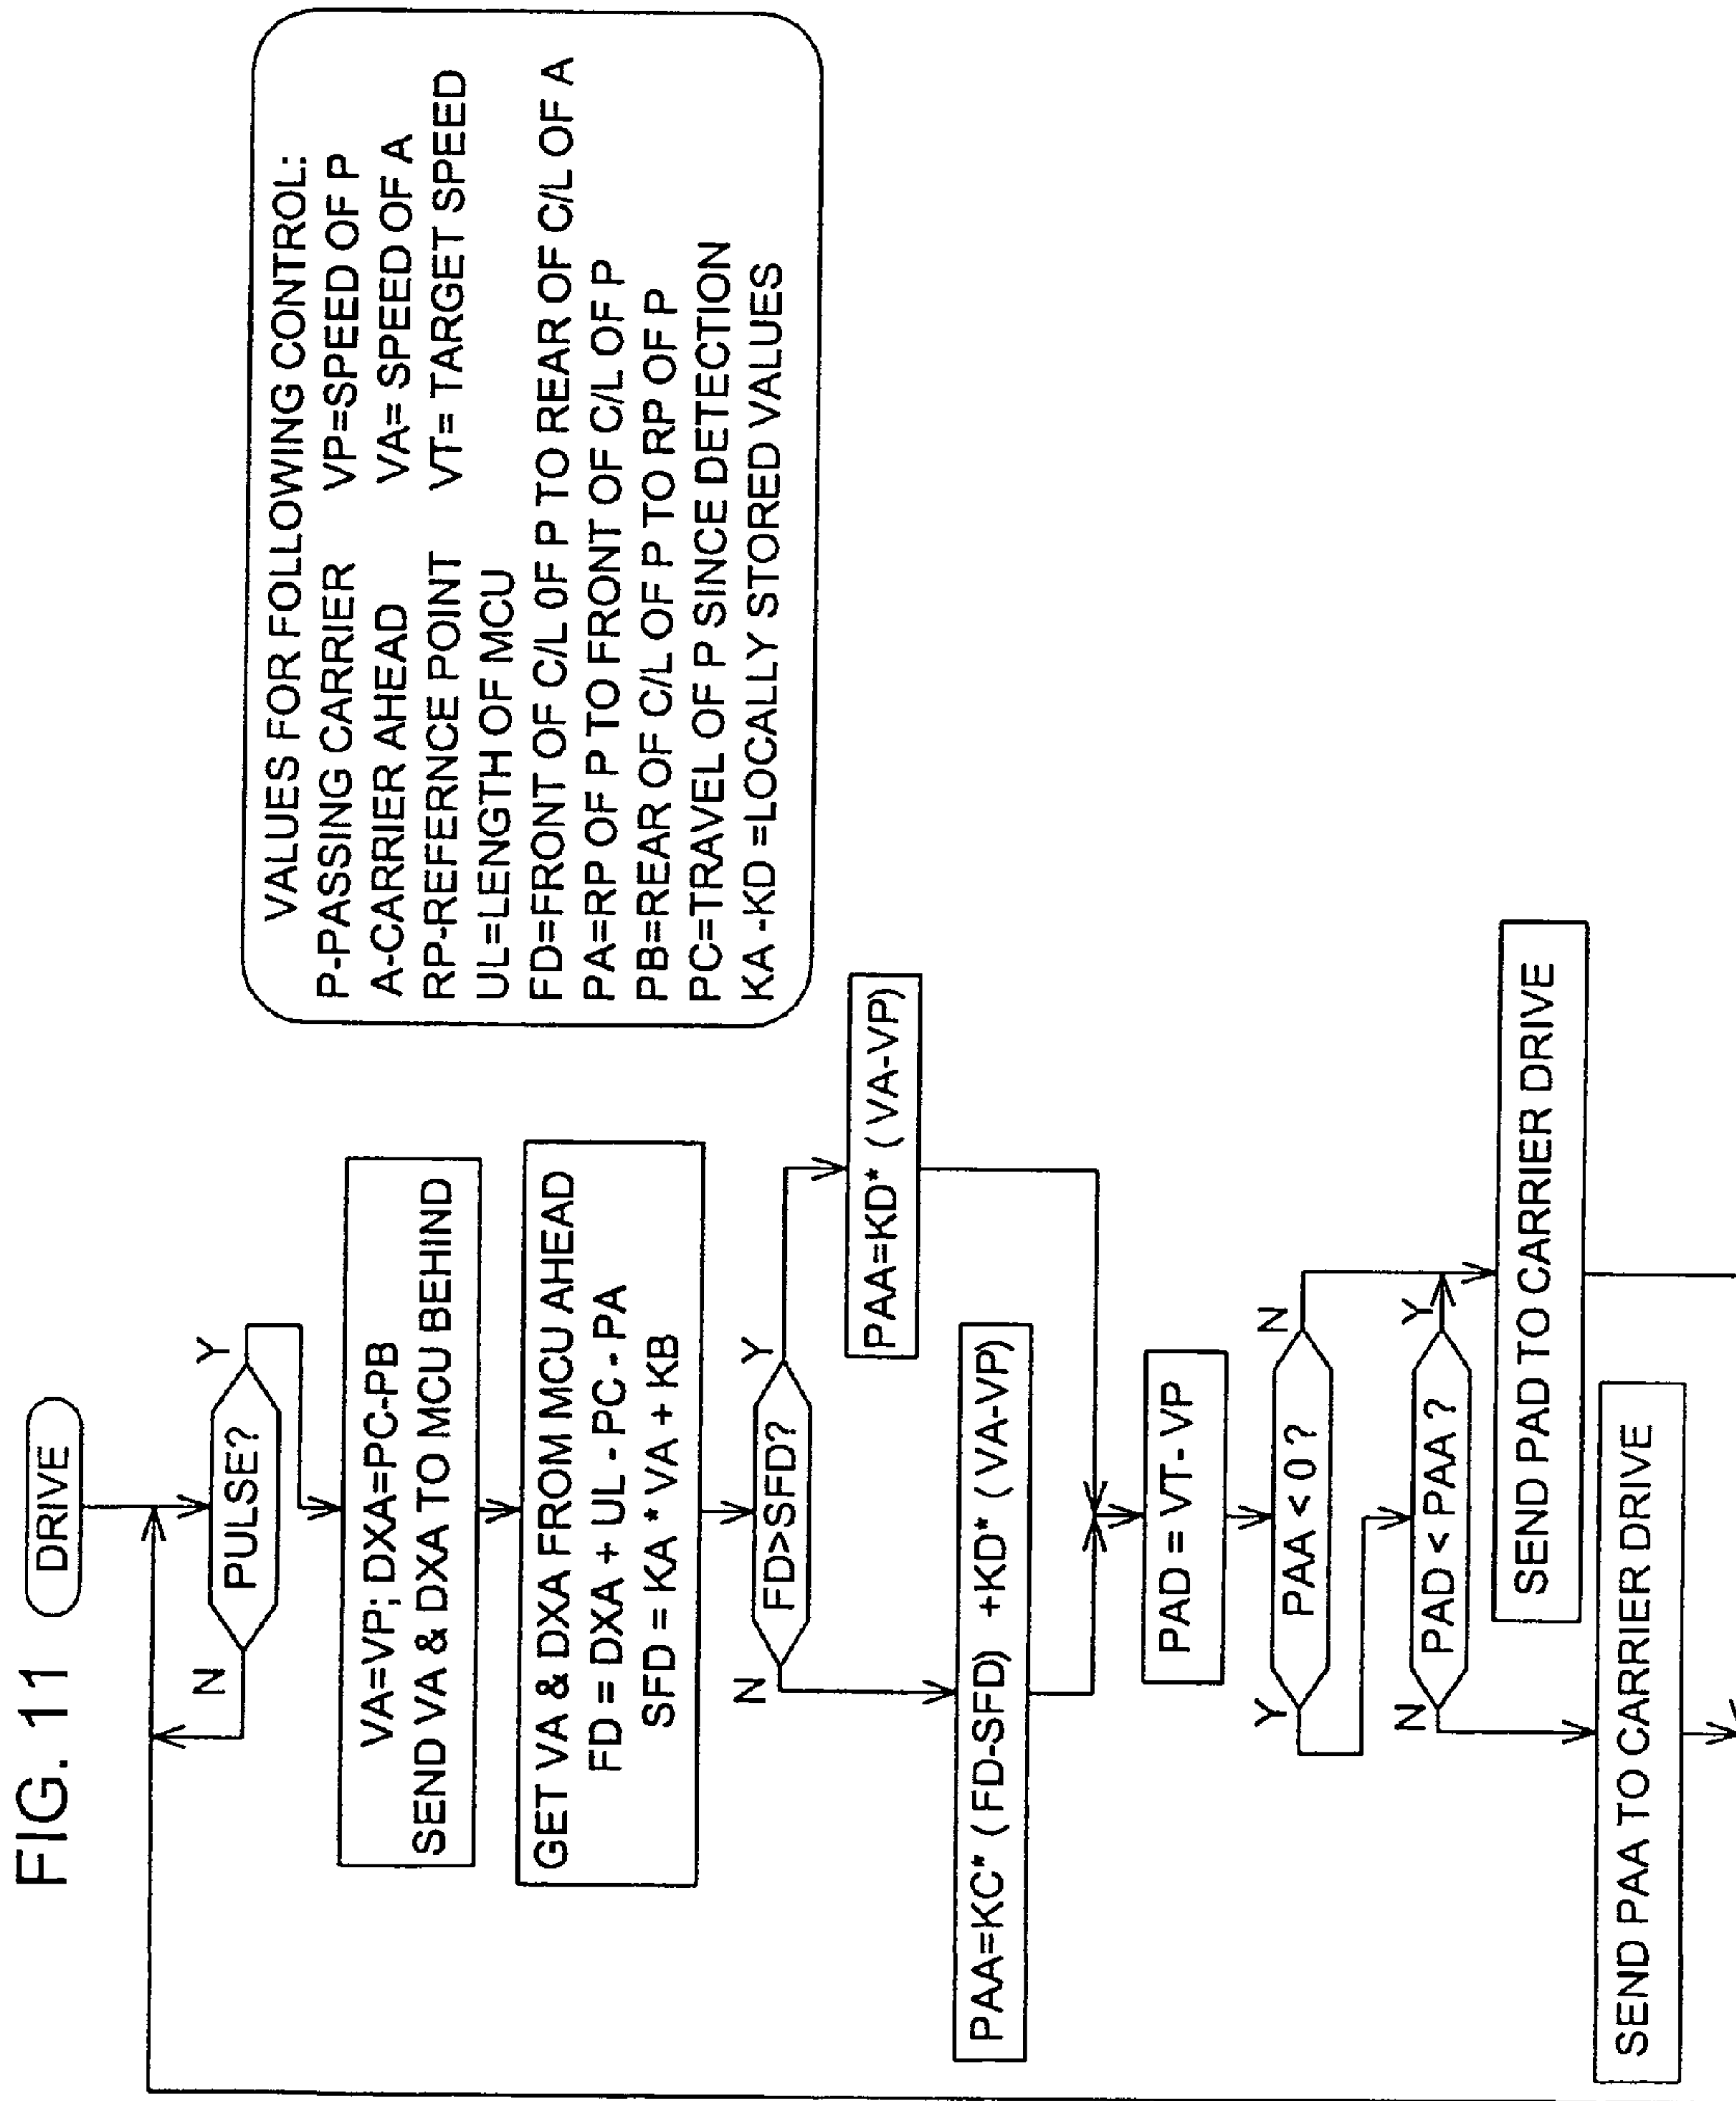 FIG. 11
DRIVE
PULSE?
N
Y
VA=VP; DXA=PC-PB
SEND VA & DXA TO MCU BEHIND
GET VA & DXA FROM MCU AHEAD
FD = DXA + UL - PC - PA
SFD = KA * VA + KB
FD>SFD?
N
Y
PAA=KC* (FD-SFD) +KD* (VA-VP)
PAA=KD* (VA-VP)
PAD = VT- VP
PAA < 0 ?
Y
N
PAD < PAA ?
N
Y
SEND PAD TO CARRIER DRIVE
SEND PAA TO CARRIER DRIVE
VALUES FOR FOLLOWING CONTROL:
P-PASSING CARRIER VP=SPEED OF P
A-CARRIER AHEAD VA= SPEED OF A
RP-REFERNCE POINT VT= TARGET SPEED
UL=LENGTH OF MCU
FD=FRONT OF C/L 0F P TO REAR OF C/L OF A
PA=RP OF P TO FRONT OF C/L OF P
PB=REAR OF C/L OF P TO RP OF P
PC=TRAVEL OF P SINCE DETECTION
KA -KD =LOCALLY STORED VALUES